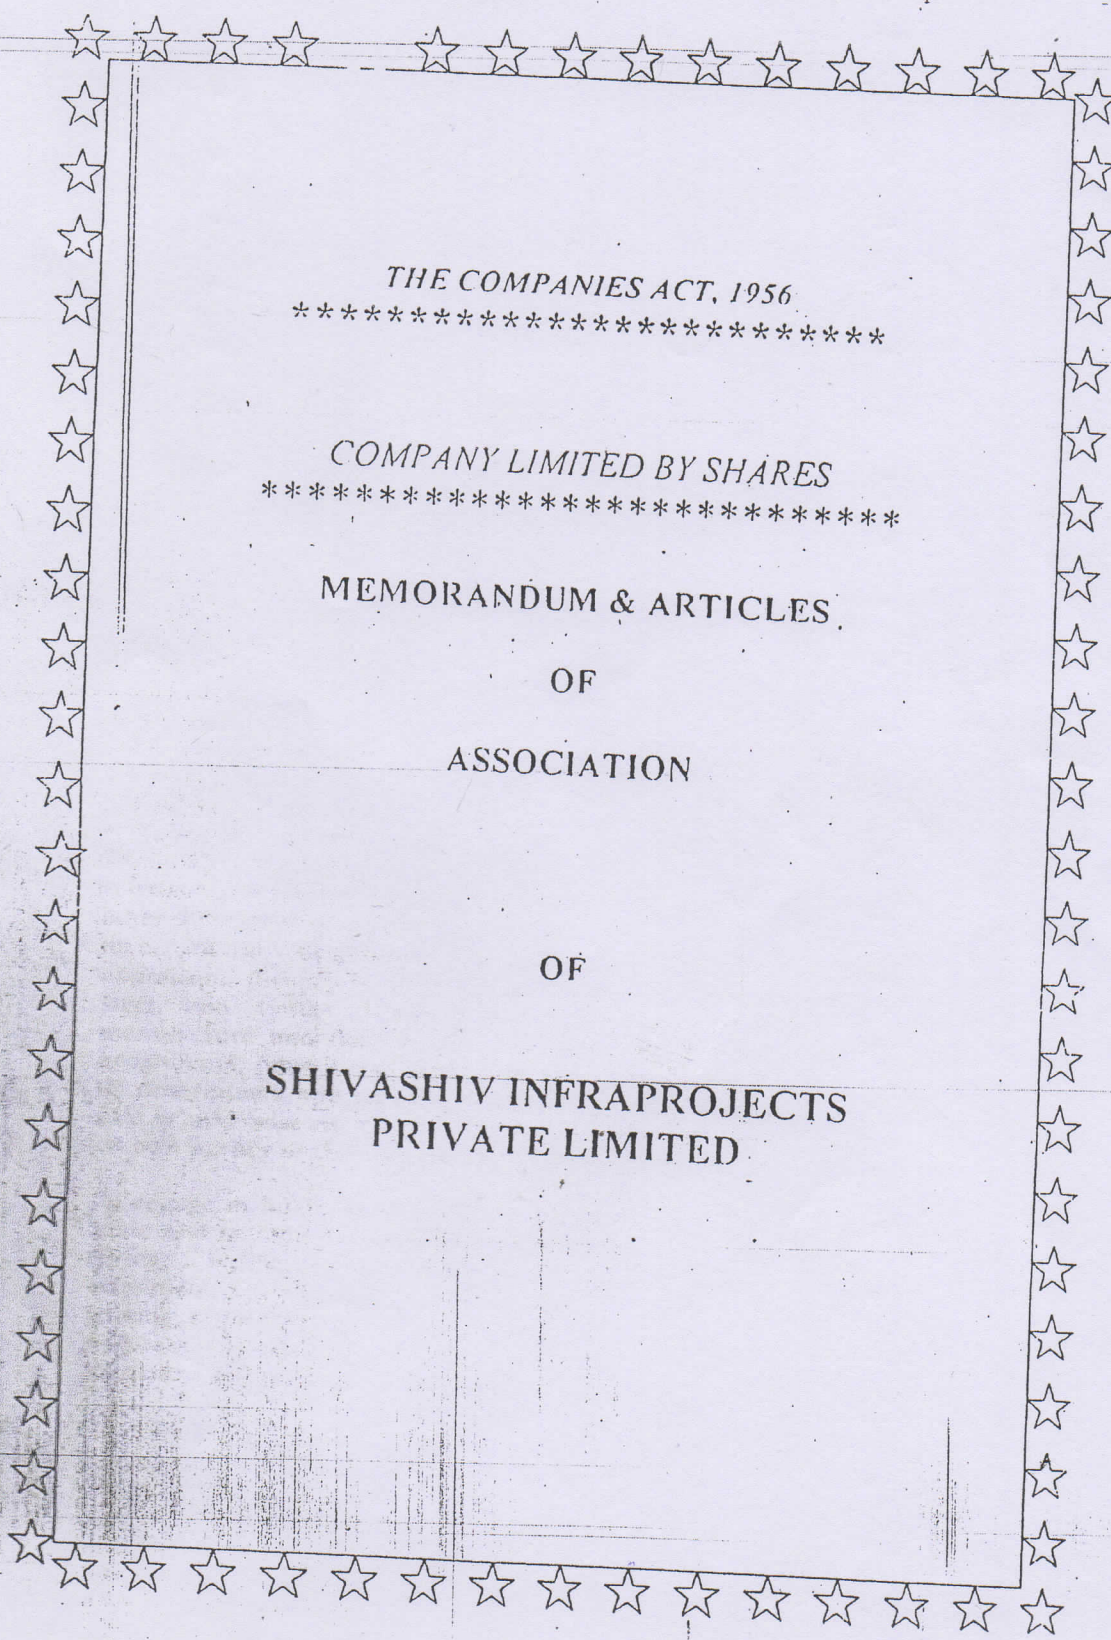 THE COMPANIES ACT, 1956
**************************
COMPANY LIMITED BY SHARES
****************************
MEMORANDUM & ARTICLES
OF
ASSOCIATION
OF
SHIVASHIV INFRAPROJECTS
PRIVATE LIMITED